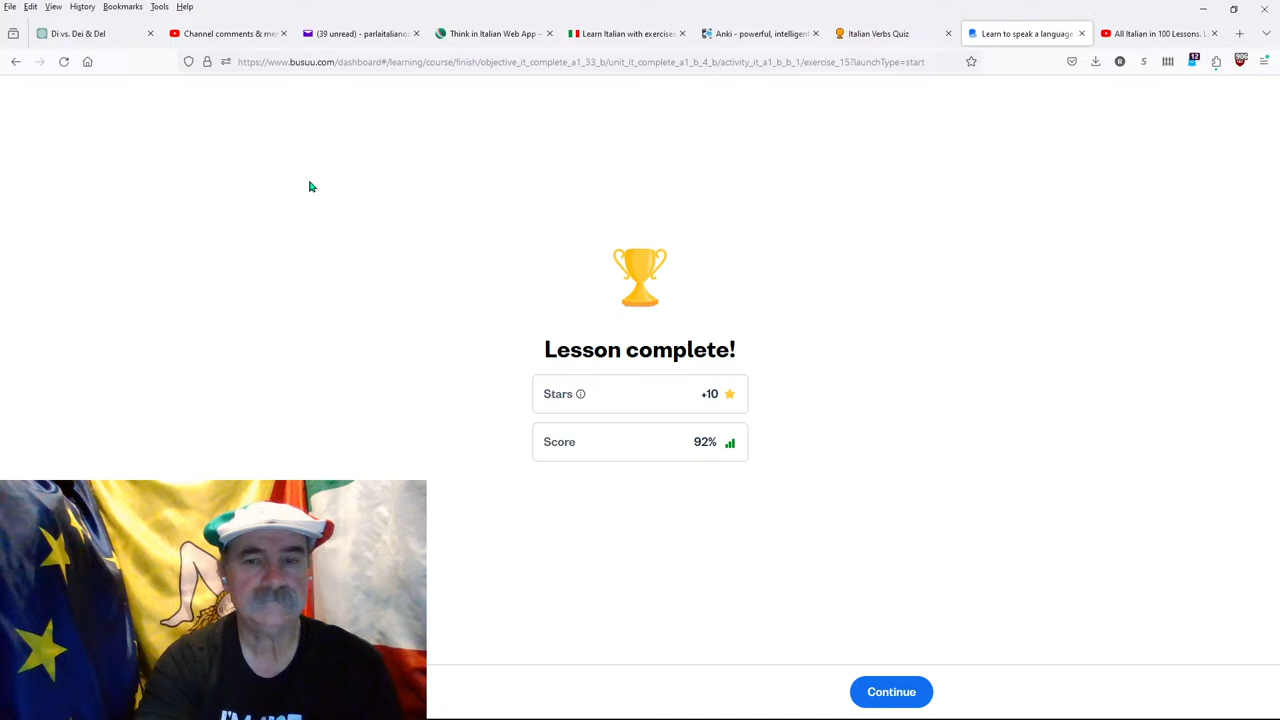 File Edit View History Bookmarks Tools Help
Di vs. Dei & Del
Channel comments & me
(39 unread) - parlaitaliano
Think in Italian Web App -
Learn Italian with exercises.
Anki - powerful, intelligent
Italian Verbs Quiz
Learn to speak a language
All Italian in 100 Lessons.
https://www.busuu.com/dashboard#/learning/course/finish/objective_it_complete_a1_33_b/unit_it_complete_a1_b_4_b/activity_it_a1_b_b_1/exercise_15?launchType=start
12
Lesson complete!
Stars +10
Score 92%
I'M NOT
Continue